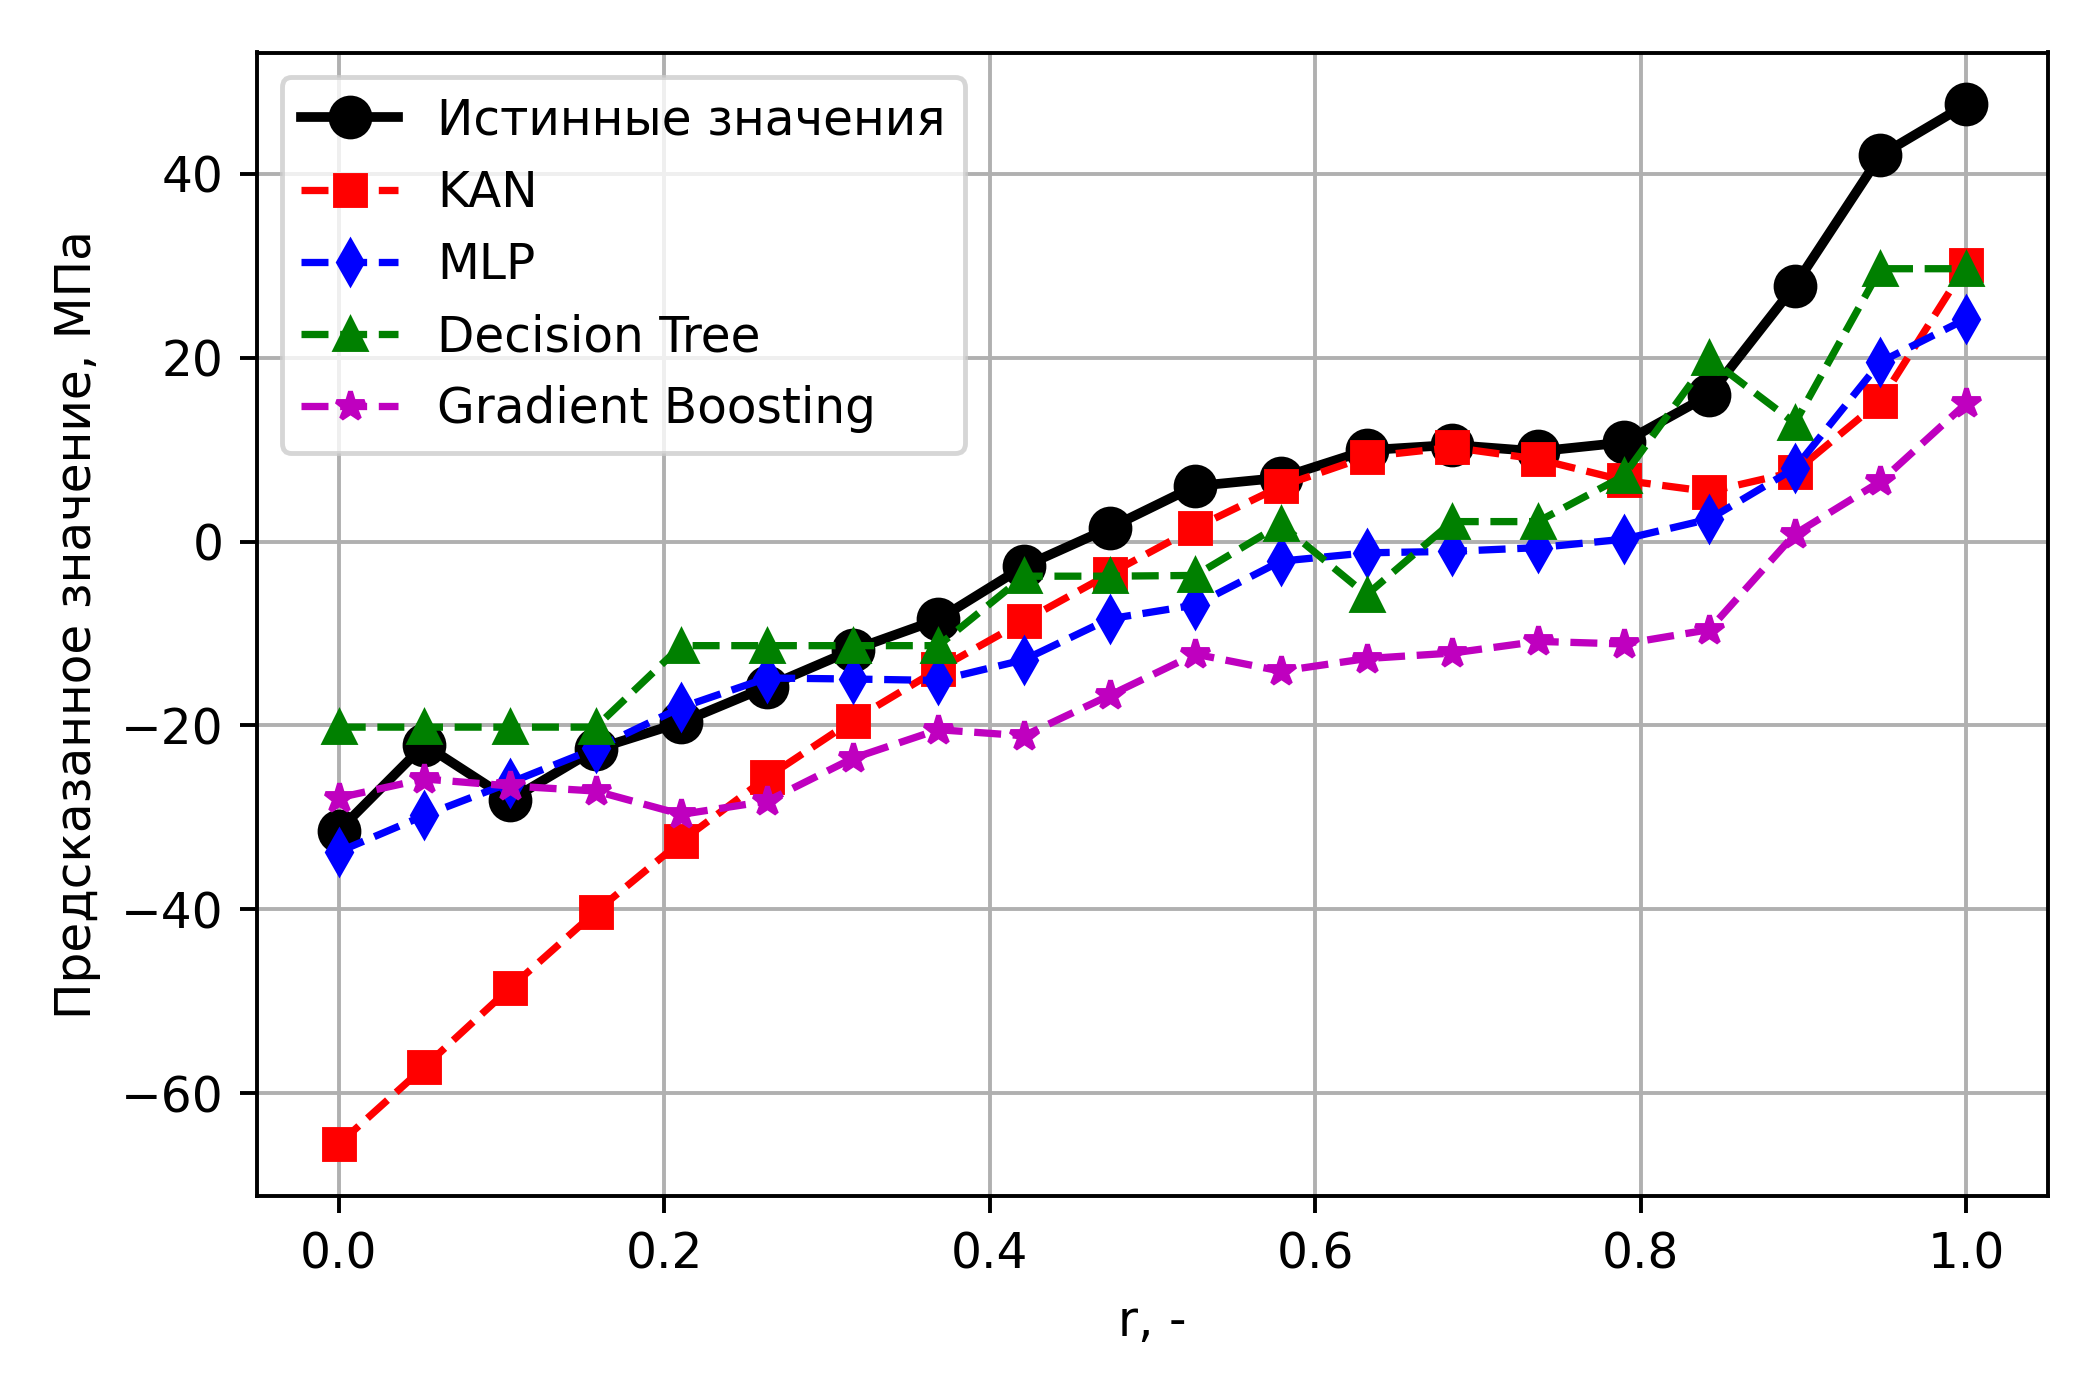 Истинные значения
KAN
MLP
Decision Tree
Gradient Boosting
Предсказанное значение, МПа
40
20
0
−20
−40
−60
0.0 0.2 0.4 0.6 0.8 1.0
r, -